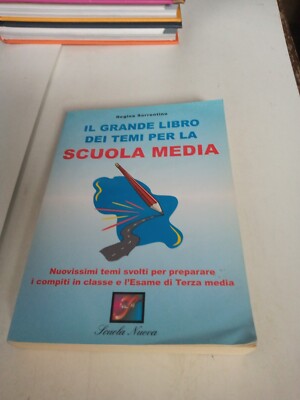 Regina Sorrentino
IL GRANDE LIBRO
DEI TEMI PER LA
SCUOLA MEDIA
Nuovissimi temi svolti per preparare
i compiti in classe e l'Esame di Terza media
Scuola Nuova